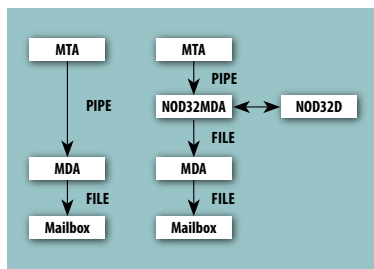 MTA
PIPE
MDA
FILE
Mailbox
MTA
PIPE
NOD32MDA
NOD32D
FILE
MDA
FILE
Mailbox